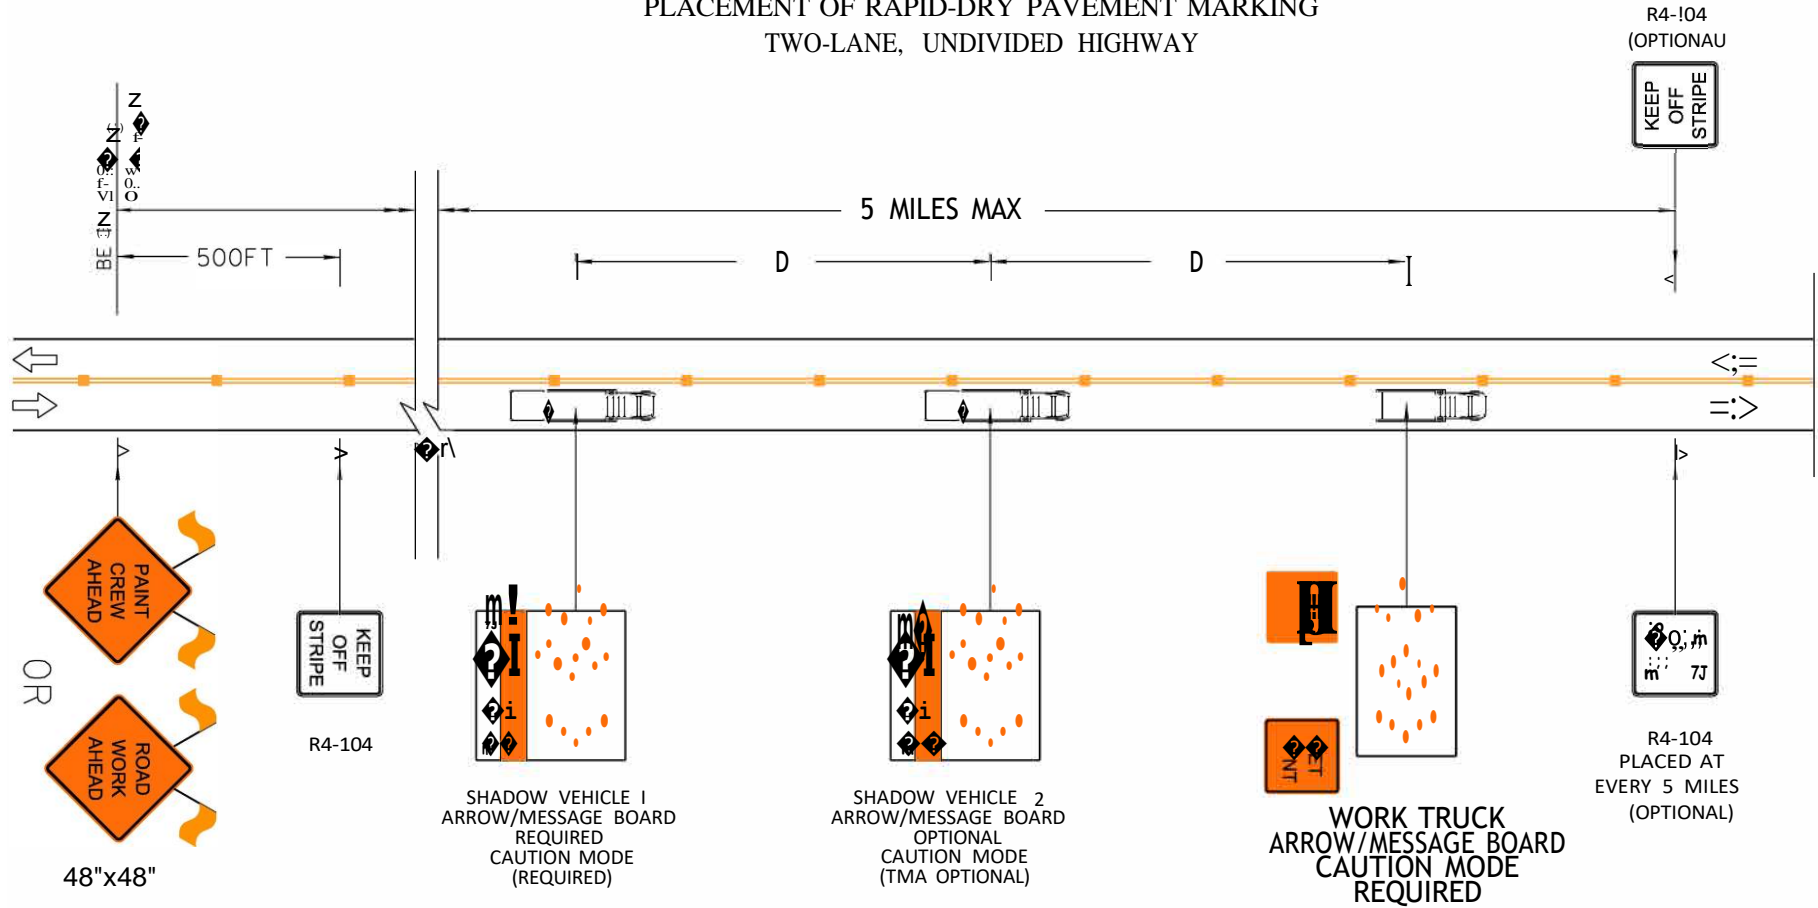 PLACEMENT OF RAPID-DRY PAVEMENT MARKING
TWO-LANE, UNDIVIDED HIGHWAY
R4-!04
(OPTIONAU
KEEP
OFF
STRIPE
5 MILES MAX
500FT
D
D
BE
PAINT
CREW
AHEAD
OR
ROAD
WORK
AHEAD
48"x48"
KEEP
OFF
STRIPE
R4-104
SHADOW VEHICLE I
ARROW/MESSAGE BOARD
REQUIRED
CAUTION MODE
(REQUIRED)
SHADOW VEHICLE 2
ARROW/MESSAGE BOARD
OPTIONAL
CAUTION MODE
(TMA OPTIONAL)
WORK TRUCK
ARROW/MESSAGE BOARD
CAUTION MODE
REQUIRED
R4-104
PLACED AT
EVERY 5 MILES
(OPTIONAL)